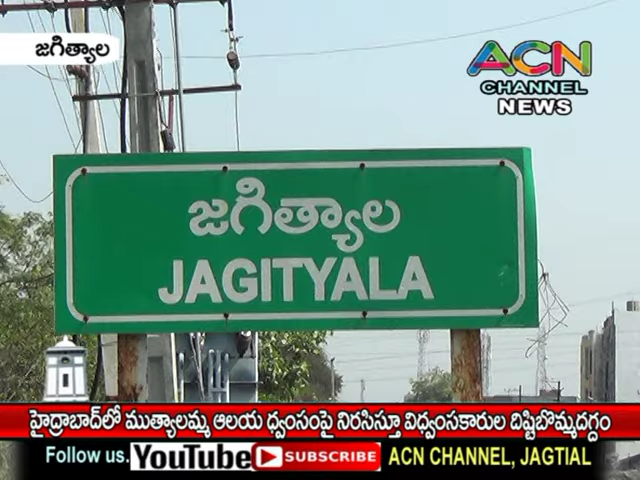 జగిత్యాల
ACN
CHANNEL
NEWS
జగిత్యాల
JAGITYALA
హైద్రాబాద్‌లో ముత్యాలమ్మ ఆలయ ధ్వంసంపై నిరసిస్తూ విధ్వంసకారుల దిష్టిబొమ్మదగ్ధం
Follow us. YouTube SUBSCRIBE ACN CHANNEL, JAGTIAL